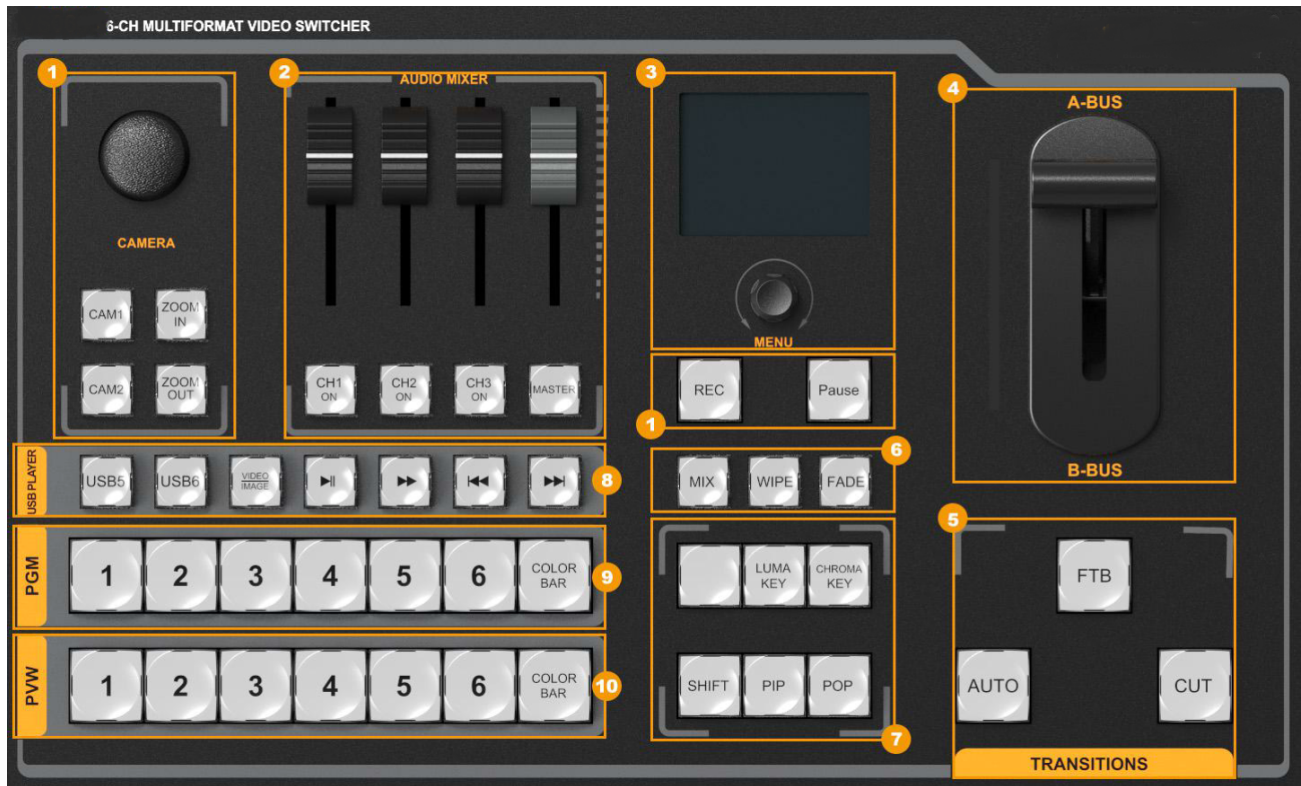 6-CH MULTIFORMAT VIDEO SWITCHER
1
CAMERA
CAM1
ZOOM
IN
CAM2
ZOOM
OUT
2
AUDIO MIXER
CH1
ON
CH2
ON
CH3
ON
MASTER
3
MENU
REC
Pause
1
4
A-BUS
B-BUS
USB PLAYER
USB5
USB6
VIDEO
IMAGE
8
MIX
WIPE
FADE
6
PGM
1
2
3
4
5
6
COLOR
BAR
9
PVW
1
2
3
4
5
6
COLOR
BAR
10
LUMA
KEY
CHROMA
KEY
SHIFT
PIP
POP
7
5
FTB
AUTO
CUT
TRANSITIONS